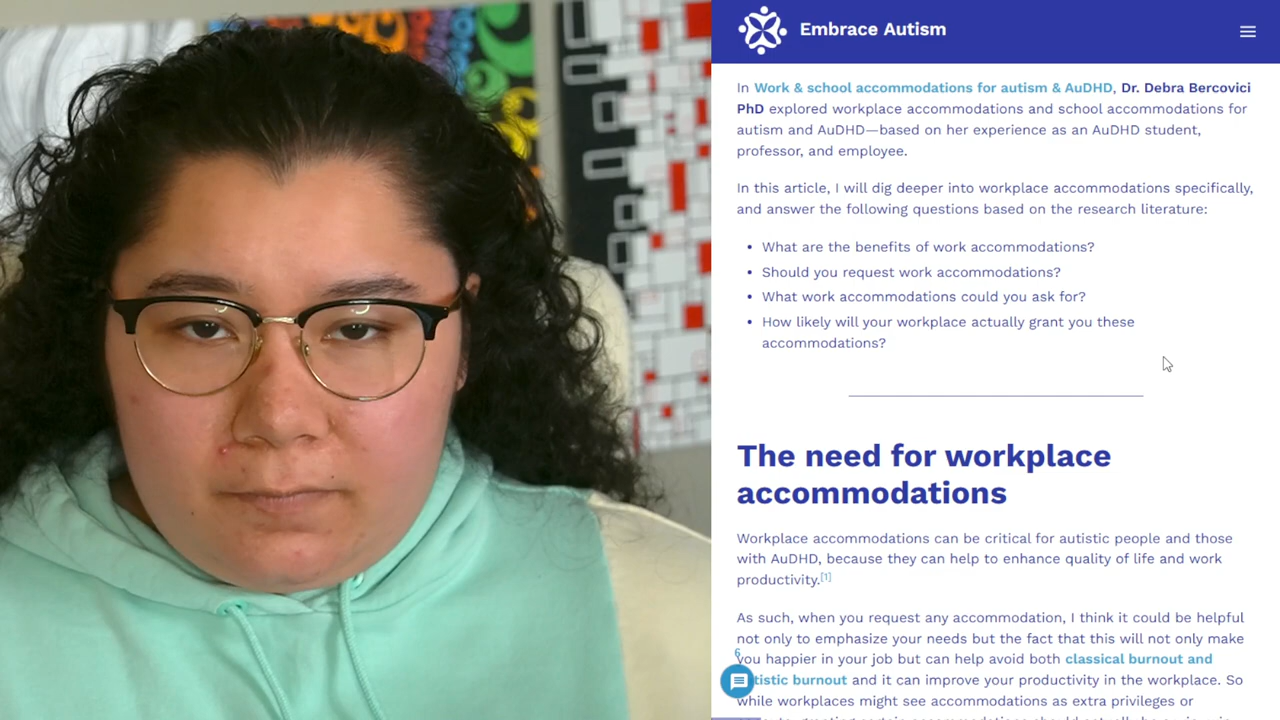 Embrace Autism
In Work & school accommodations for autism & AuDHD, Dr. Debra Bercovici
PhD explored workplace accommodations and school accommodations for
autism and AuDHD—based on her experience as an AuDHD student,
professor, and employee.
In this article, I will dig deeper into workplace accommodations specifically,
and answer the following questions based on the research literature:
• What are the benefits of work accommodations?
• Should you request work accommodations?
• What work accommodations could you ask for?
• How likely will your workplace actually grant you these
accommodations?
The need for workplace
accommodations
Workplace accommodations can be critical for autistic people and those
with AuDHD, because they can help to enhance quality of life and work
productivity.[1]
As such, when you request any accommodation, I think it could be helpful
not only to emphasize your needs but the fact that this will not only make
6
you happier in your job but can help avoid both classical burnout and
tistic burnout and it can improve your productivity in the workplace. So
while workplaces might see accommodations as extra privileges or